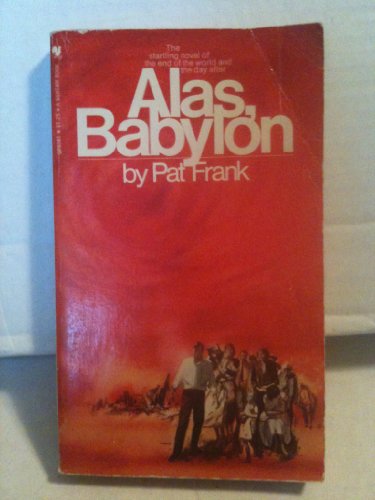 The
startling novel of
the end of the world and
the day after
Alas,
Babylon
by Pat Frank